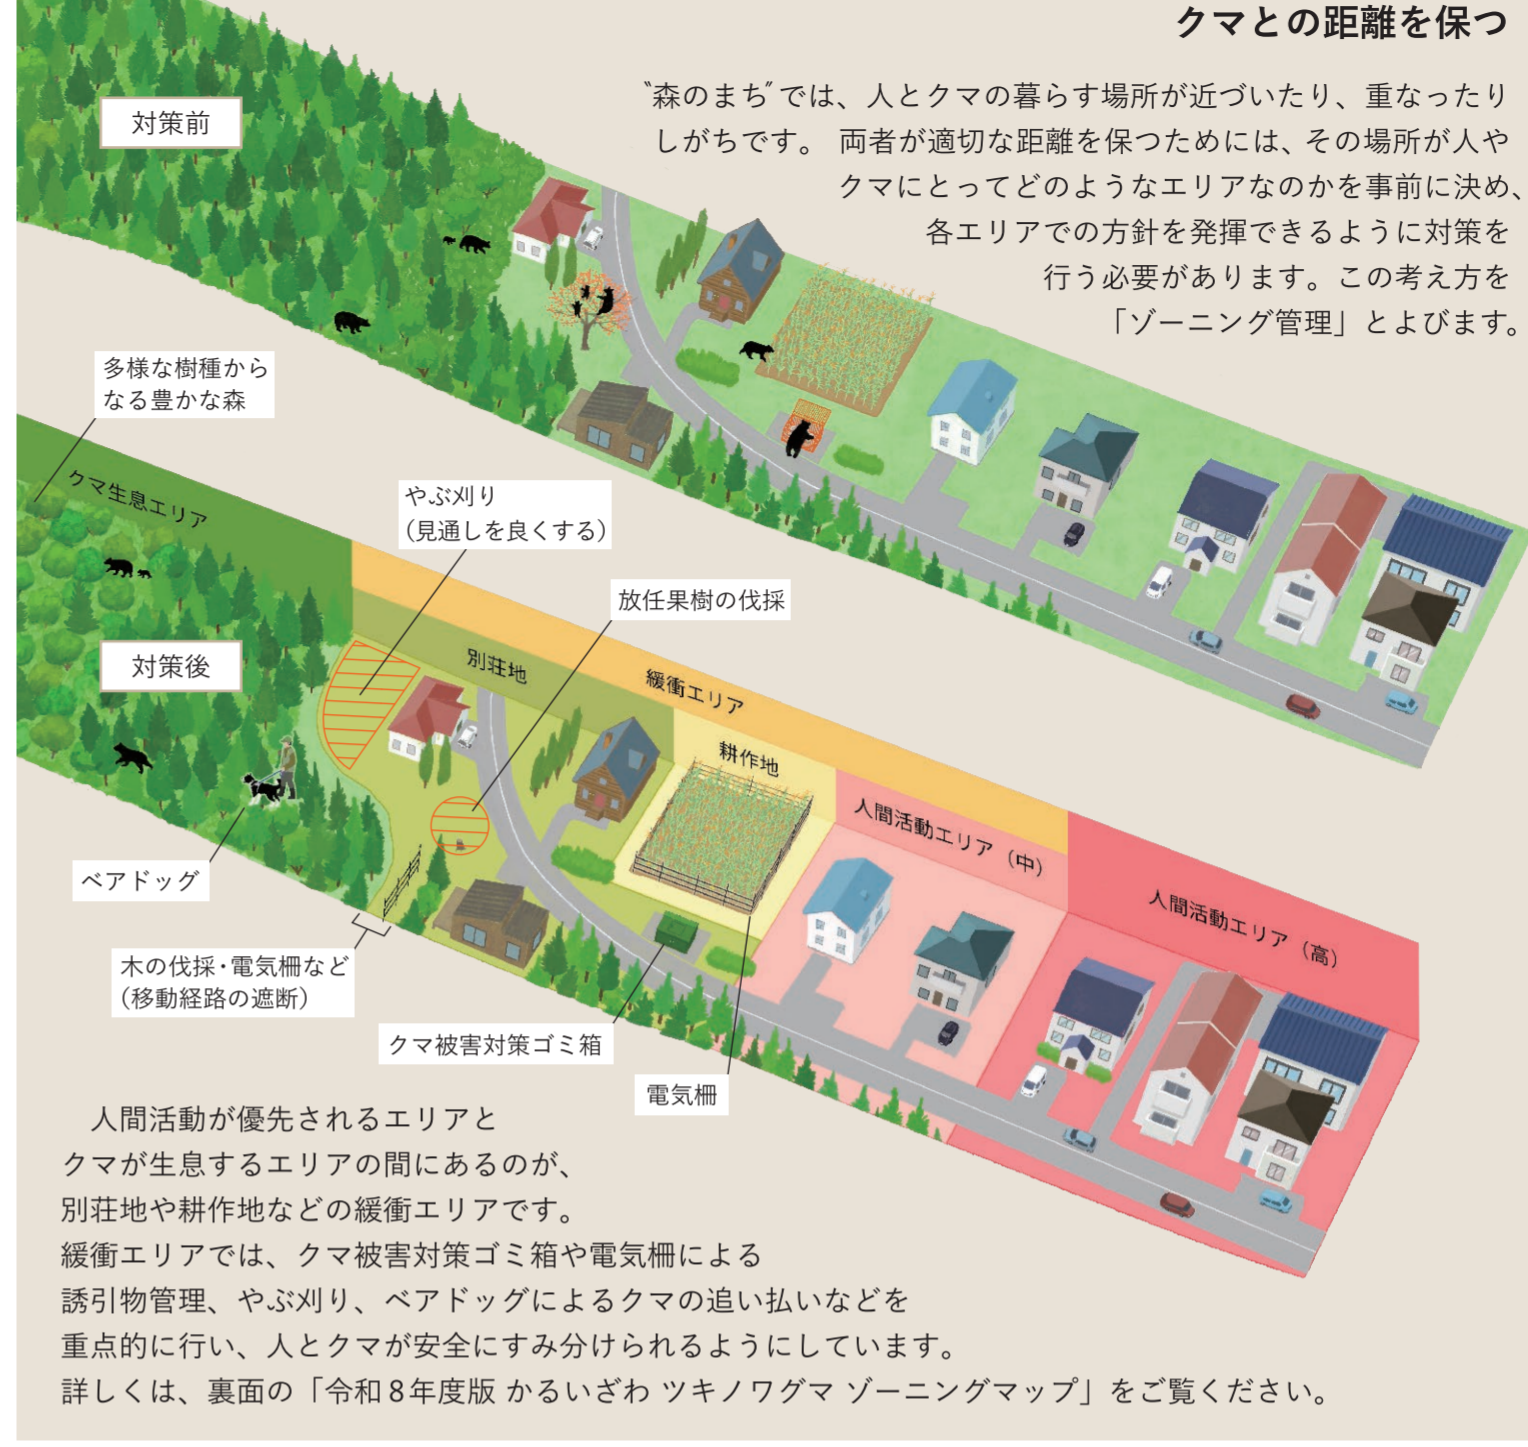 クマとの距離を保つ
〝森のまち〟では、人とクマの暮らす場所が近づいたり、重なったり
しがちです。 両者が適切な距離を保つためには、その場所が人や
クマにとってどのようなエリアなのかを事前に決め、
各エリアでの方針を発揮できるように対策を
行う必要があります。この考え方を
「ゾーニング管理」とよびます。
対策前
多様な樹種から
なる豊かな森
クマ生息エリア
やぶ刈り
(見通しを良くする)
放任果樹の伐採
対策後
別荘地
緩衝エリア
耕作地
人間活動エリア（中）
人間活動エリア（高）
ベアドッグ
木の伐採・電気柵など
(移動経路の遮断)
クマ被害対策ゴミ箱
電気柵
人間活動が優先されるエリアと
クマが生息するエリアの間にあるのが、
別荘地や耕作地などの緩衝エリアです。
緩衝エリアでは、クマ被害対策ゴミ箱や電気柵による
誘引物管理、やぶ刈り、ベアドッグによるクマの追い払いなどを
重点的に行い、人とクマが安全にすみ分けられるようにしています。
詳しくは、裏面の「令和8年度版 かるいざわ ツキノワグマ ゾーニングマップ」をご覧ください。